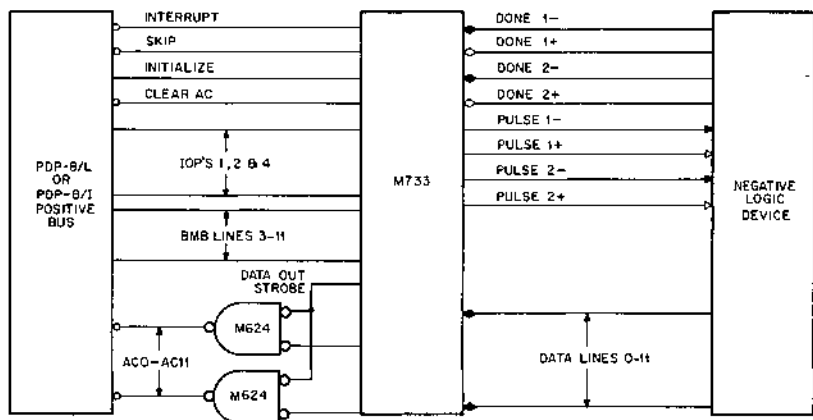 INTERRUPT
SKIP
INITIALIZE
CLEAR AC
PDP-8/L
OR
PDP-8/I
POSITIVE
BUS
IOP'S 1, 2 & 4
BMB LINES 3-11
DATA OUT
STROBE
M624
AC0-AC11
M624
M733
DONE 1-
DONE 1+
DONE 2-
DONE 2+
PULSE 1-
PULSE 1+
PULSE 2-
PULSE 2+
DATA LINES 0-11
NEGATIVE
LOGIC
DEVICE